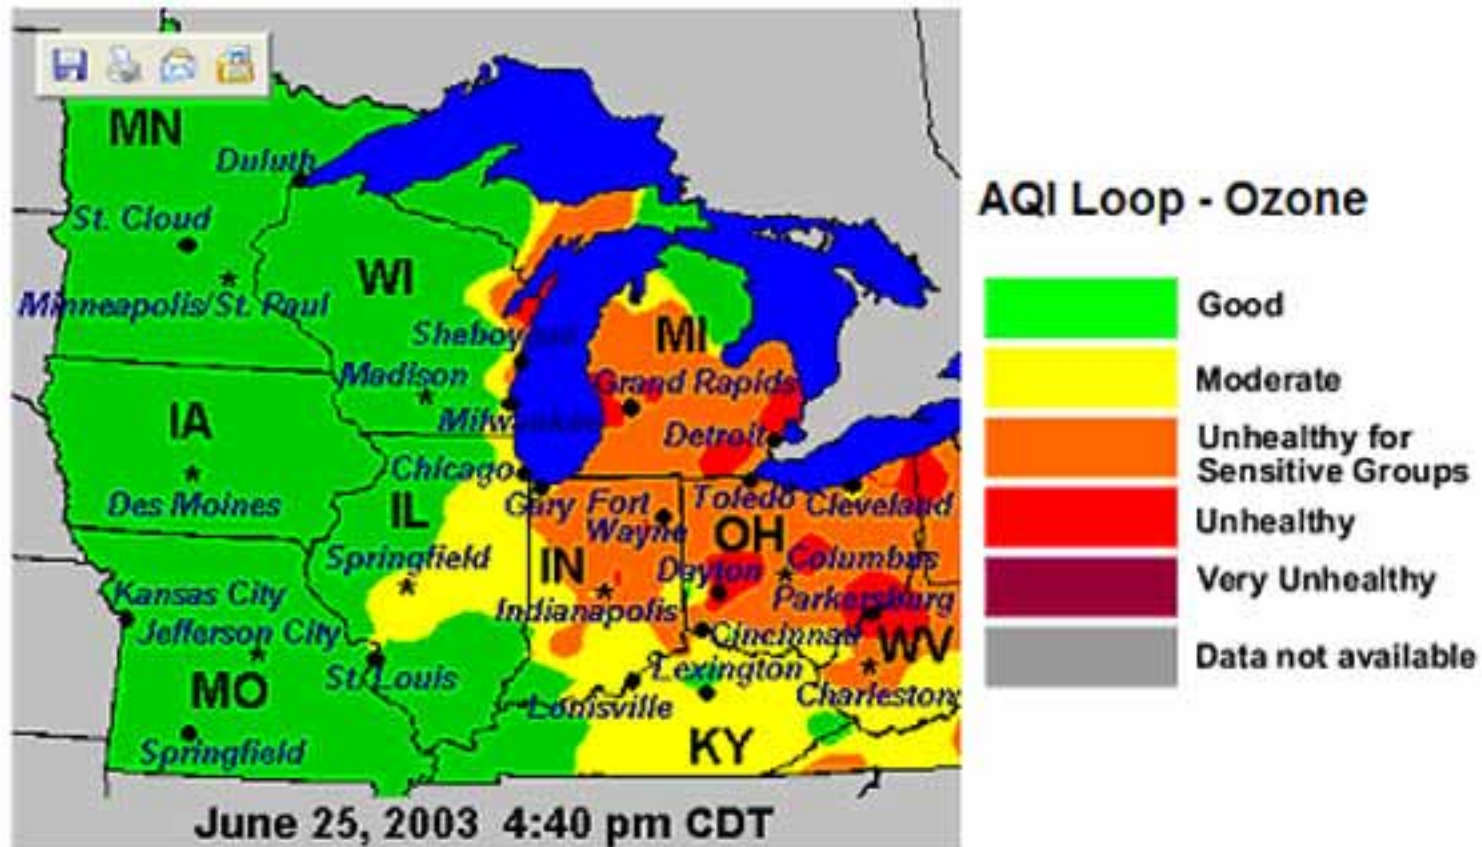 MN
Duluth
St. Cloud
WI
Minneapolis/St. Paul
MI
Madison
Grand Rapids
IA
Detroit
Chicago
Des Moines
IL
Gary Fort
Wayne
Toledo Cleveland
OH
Springfield
IN
Dayton
Columbus
Kansas City
Indianapolis
Parkersburg
Jefferson City
Cincinnati
WV
St. Louis
Lexington
MO
Charleston
Louisville
Springfield
KY
June 25, 2003 4:40 pm CDT
AQI Loop - Ozone
Good
Moderate
Unhealthy for
Sensitive Groups
Unhealthy
Very Unhealthy
Data not available